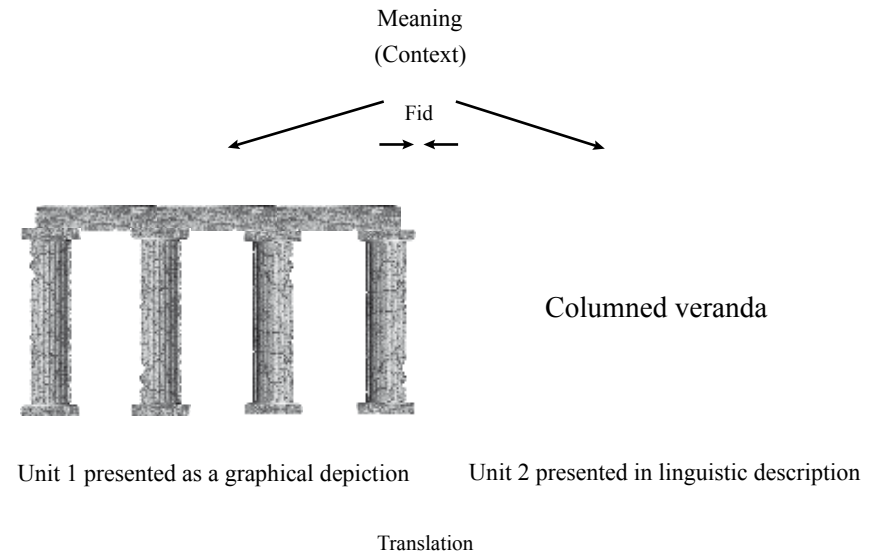 Meaning
(Context)
Fid
Columned veranda
Unit 1 presented as a graphical depiction
Unit 2 presented in linguistic description
Translation